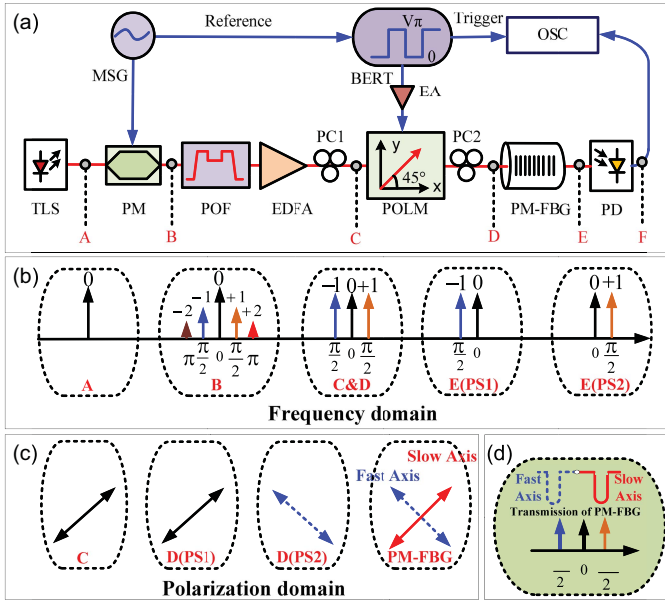 (a)
Reference
Vπ
0
Trigger
OSC
MSG
BERT
EA
PC1
PC2
y
45°
x
TLS
PM
POF
EDFA
POLM
PM-FBG
PD
A
B
C
D
E
F
(b)
0
0
-2
-1
+1
+2
-1 0 +1
-1 0
0 +1
π π/2 0 π/2 π
π/2 0 π/2
π/2 0
0 π/2
A
B
C&D
E(PS1)
E(PS2)
Frequency domain
(c)
Slow Axis
Fast Axis
C
D(PS1)
D(PS2)
PM-FBG
Polarization domain
(d)
Fast
Axis
Slow
Axis
Transmission of PM-FBG
2 0 2